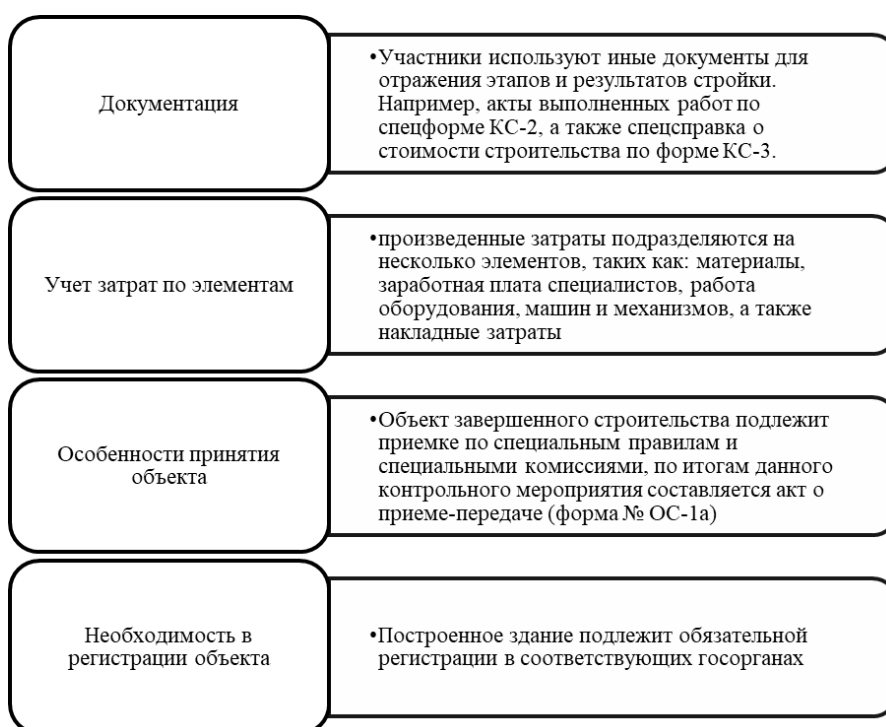 Документация
•Участники используют иные документы для
отражения этапов и результатов стройки.
Например, акты выполненных работ по
спецформе КС-2, а также спецсправка о
стоимости строительства по форме КС-3.
Учет затрат по элементам
•произведенные затраты подразделяются на
несколько элементов, таких как: материалы,
заработная плата специалистов, работа
оборудования, машин и механизмов, а также
накладные затраты
Особенности принятия
объекта
•Объект завершенного строительства подлежит
приемке по специальным правилам и
специальными комиссиями, по итогам данного
контрольного мероприятия составляется акт о
приеме-передаче (форма № ОС-1а)
Необходимость в
регистрации объекта
•Построенное здание подлежит обязательной
регистрации в соответствующих госорганах